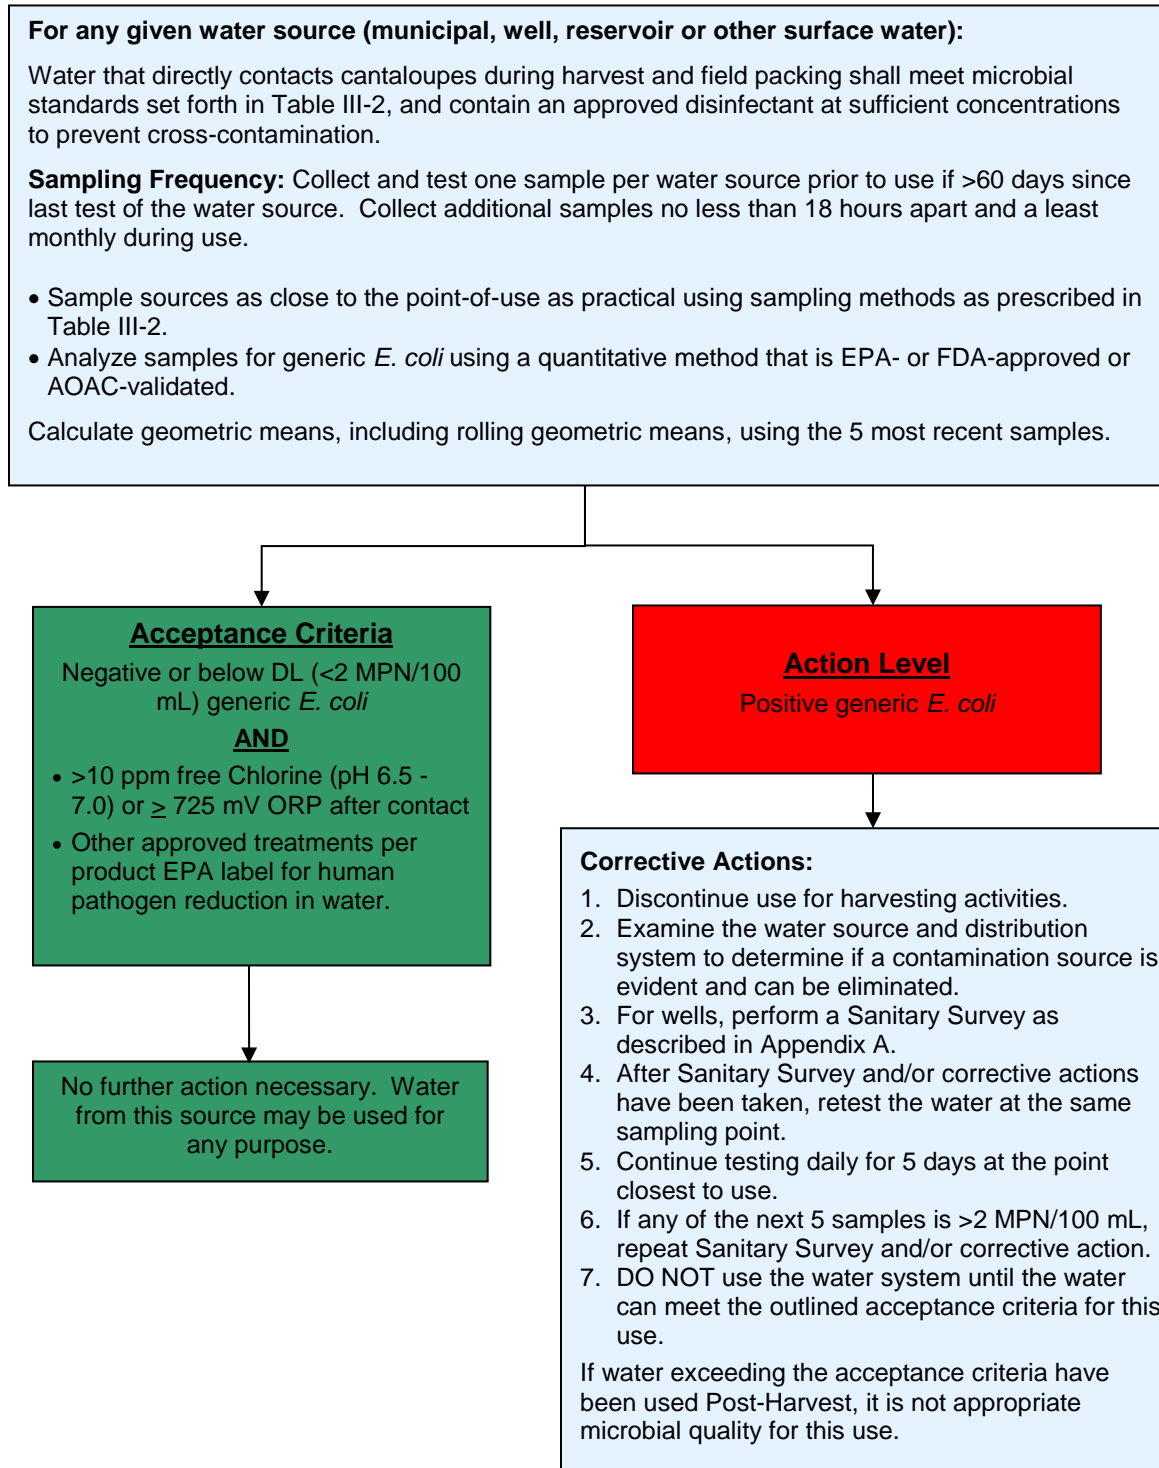 For any given water source (municipal, well, reservoir or other surface water):
Water that directly contacts cantaloupes during harvest and field packing shall meet microbial
standards set forth in Table III-2, and contain an approved disinfectant at sufficient concentrations
to prevent cross-contamination.
Sampling Frequency: Collect and test one sample per water source prior to use if >60 days since
last test of the water source.  Collect additional samples no less than 18 hours apart and a least
monthly during use.
• Sample sources as close to the point-of-use as practical using sampling methods as prescribed in
Table III-2.
• Analyze samples for generic E. coli using a quantitative method that is EPA- or FDA-approved or
AOAC-validated.
Calculate geometric means, including rolling geometric means, using the 5 most recent samples.
Acceptance Criteria
Negative or below DL (<2 MPN/100
mL) generic E. coli
AND
• >10 ppm free Chlorine (pH 6.5 -
7.0) or ≥ 725 mV ORP after contact
• Other approved treatments per
product EPA label for human
pathogen reduction in water.
No further action necessary.  Water
from this source may be used for
any purpose.
Action Level
Positive generic E. coli
Corrective Actions:
1. Discontinue use for harvesting activities.
2. Examine the water source and distribution
system to determine if a contamination source is
evident and can be eliminated.
3. For wells, perform a Sanitary Survey as
described in Appendix A.
4. After Sanitary Survey and/or corrective actions
have been taken, retest the water at the same
sampling point.
5. Continue testing daily for 5 days at the point
closest to use.
6. If any of the next 5 samples is >2 MPN/100 mL,
repeat Sanitary Survey and/or corrective action.
7. DO NOT use the water system until the water
can meet the outlined acceptance criteria for this
use.
If water exceeding the acceptance criteria have
been used Post-Harvest, it is not appropriate
microbial quality for this use.